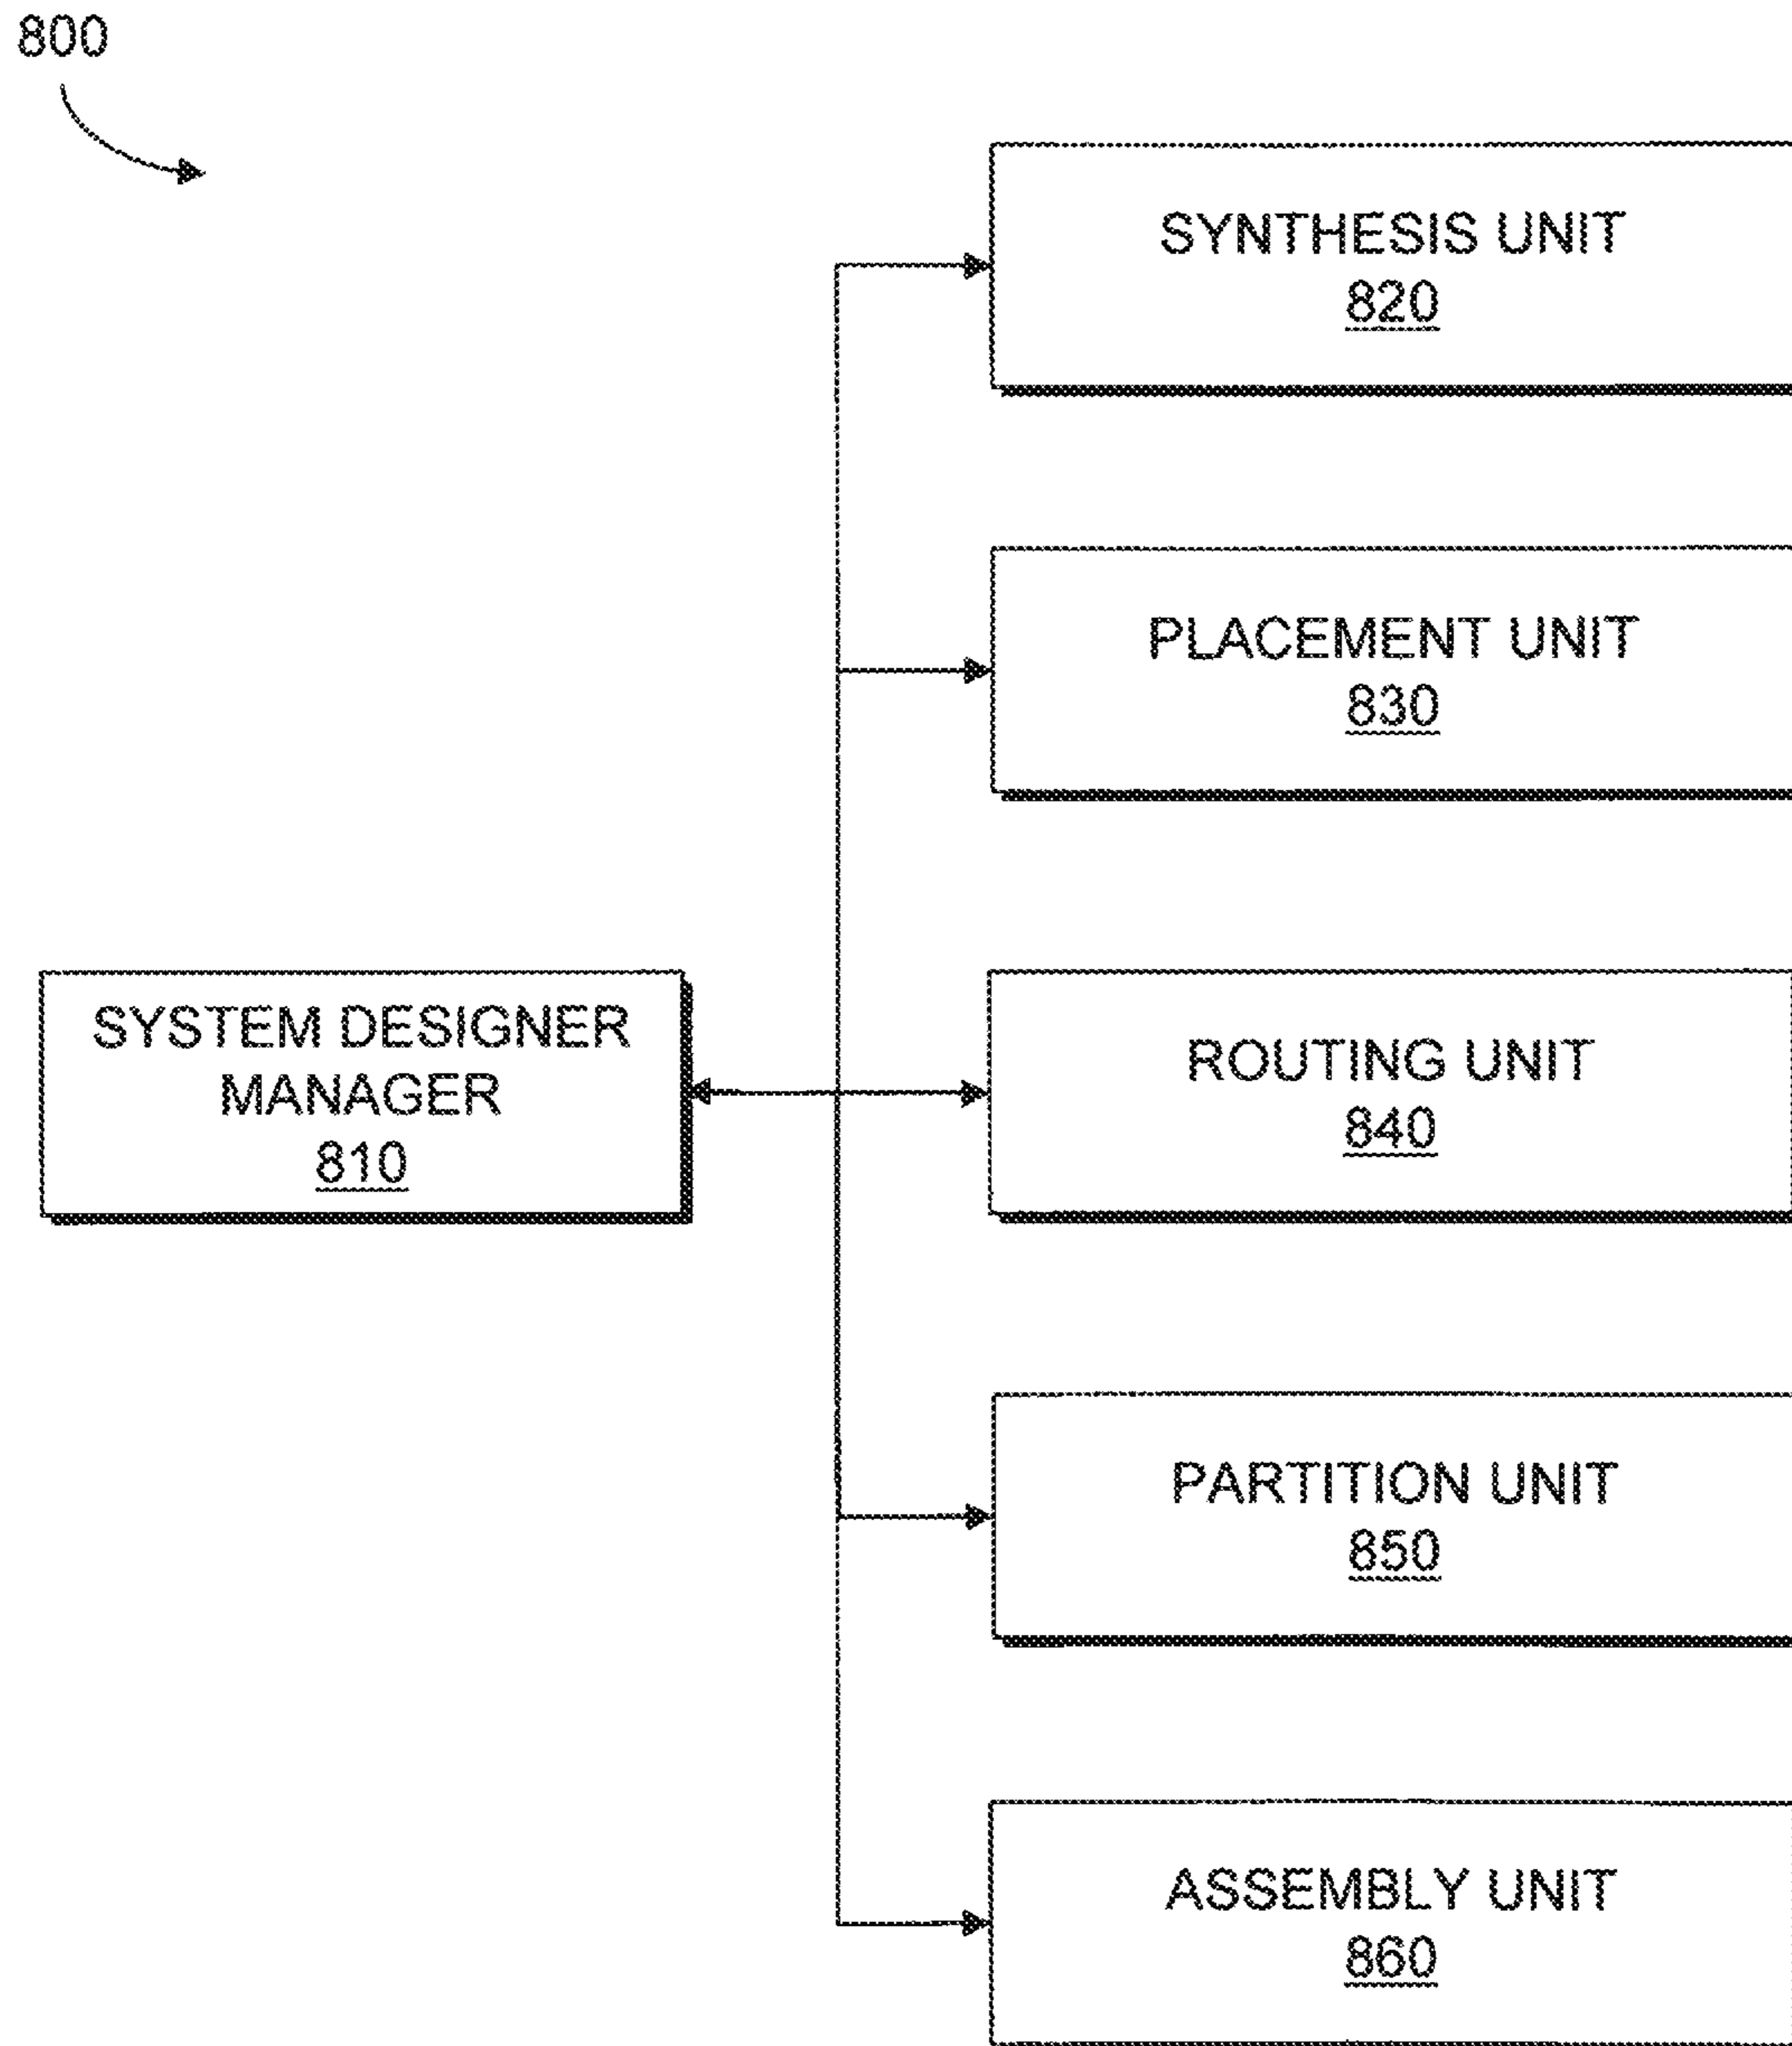 800
SYNTHESIS UNIT
820
PLACEMENT UNIT
830
SYSTEM DESIGNER
MANAGER
810
ROUTING UNIT
840
PARTITION UNIT
850
ASSEMBLY UNIT
860